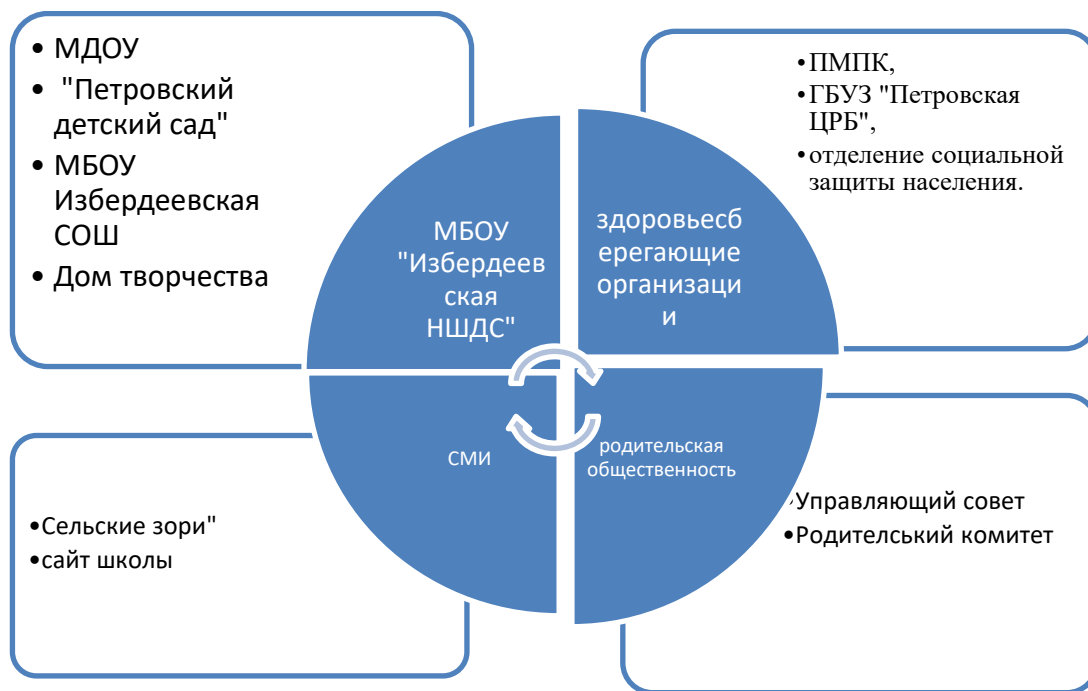 • МДОУ
• "Петровский
детский сад"
• МБОУ
Избердеевская
СОШ
• Дом творчества
•ПМПК,
•ГБУЗ "Петровская
ЦРБ",
•отделение социальной
защиты населения.
МБОУ
"Избердеев
ская
НШДС"
здоровьесб
ерегающие
организаци
и
СМИ
родительская
общественность
•Сельские зори"
•сайт школы
•Управляющий совет
•Родителський комитет